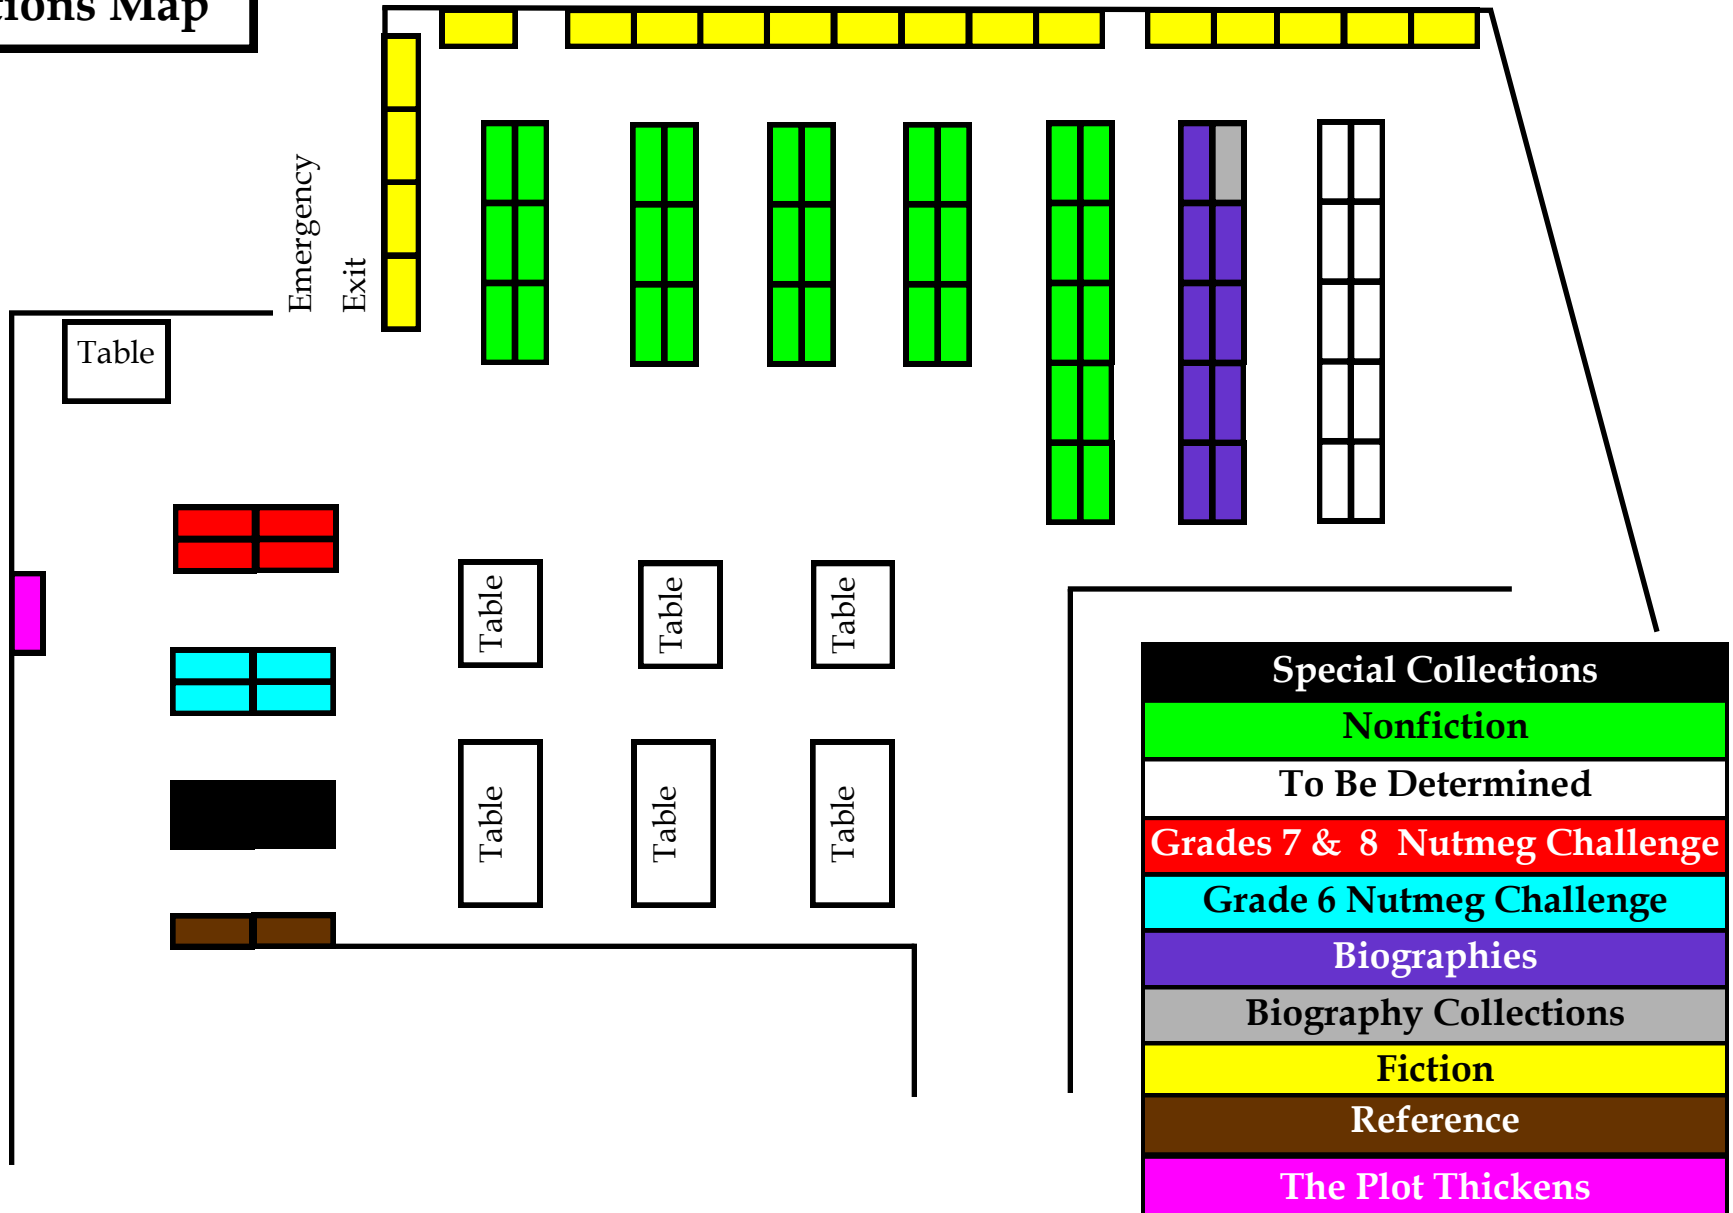 Map
Emergency
Exit
Table
Table
Table
Table
Table
Table
Table
Special Collections
Nonfiction
To Be Determined
Grades 7 & 8 Nutmeg Challenge
Grade 6 Nutmeg Challenge
Biographies
Biography Collections
Fiction
Reference
The Plot Thickens